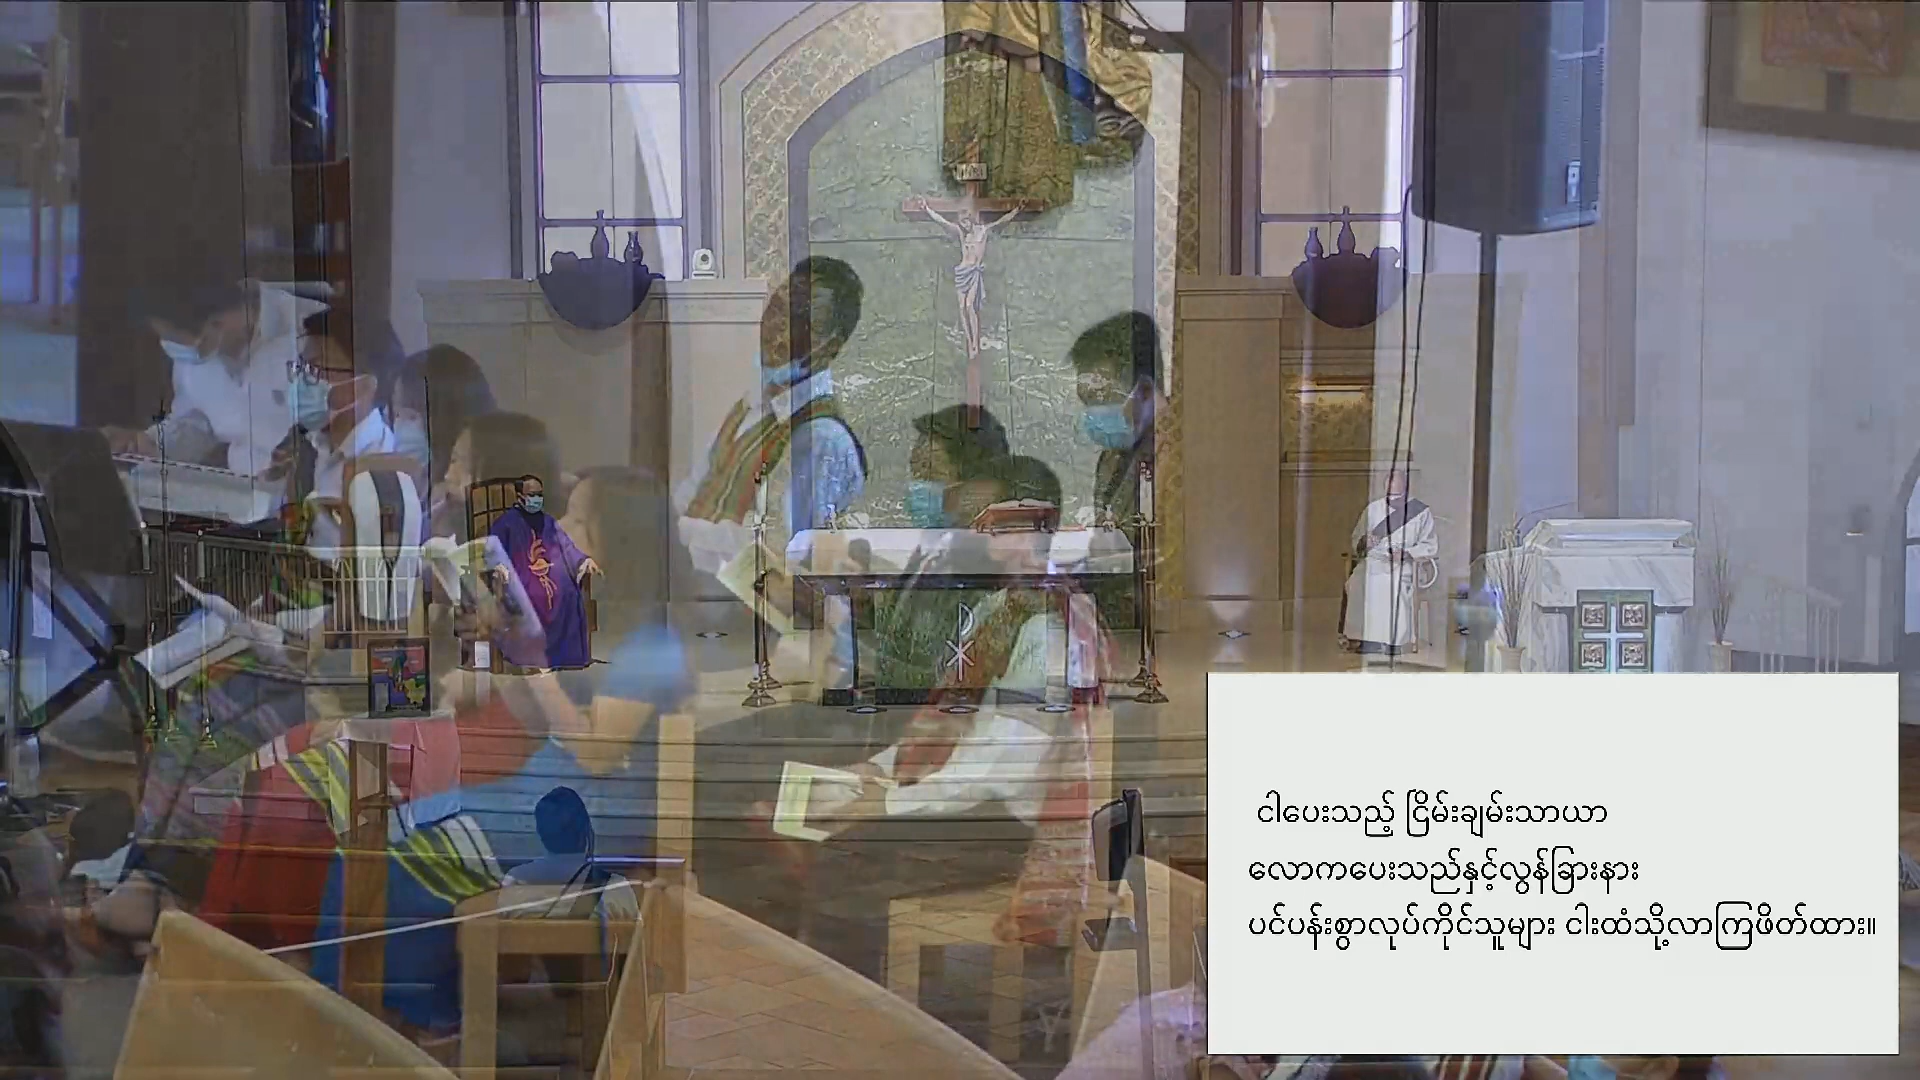 INRI
ငါပေးသည့် ငြိမ်းချမ်းသာယာ
လောကပေးသည်နှင့်လွန်ခြားနား
ပင်ပန်းစွာလုပ်ကိုင်သူများ ငါးထံသို့လာကြဖိတ်ထား။